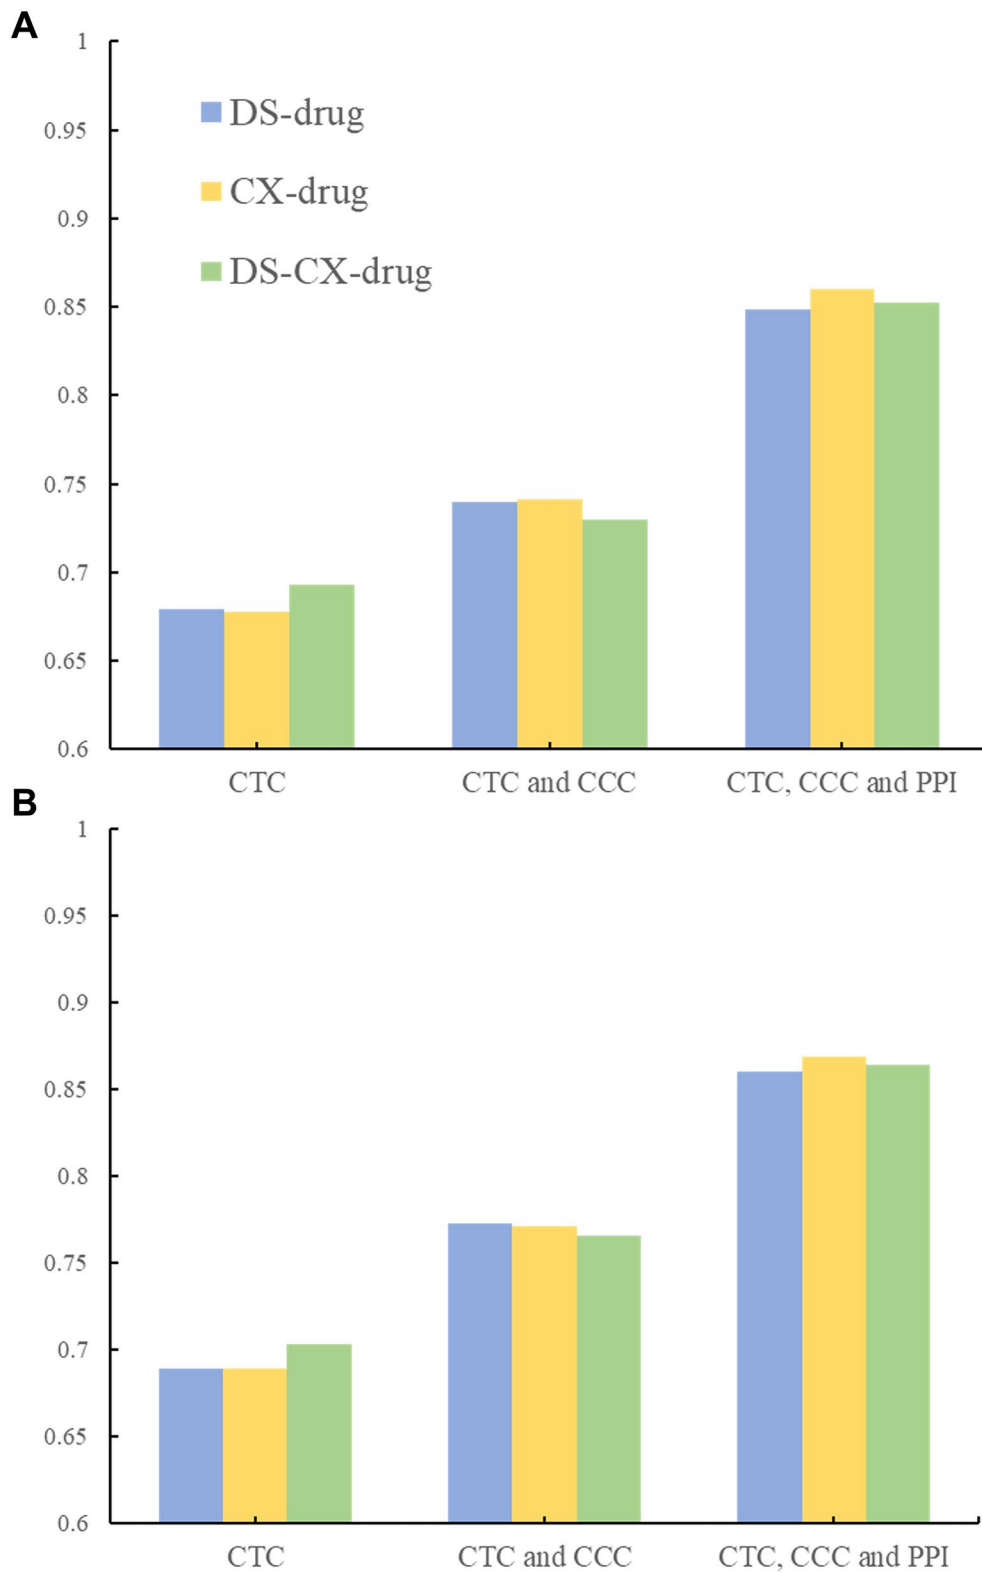 A
1
0.95
0.9
0.85
0.8
0.75
0.7
0.65
0.6
DS-drug
CX-drug
DS-CX-drug
CTC
CTC and CCC
CTC, CCC and PPI
B
1
0.95
0.9
0.85
0.8
0.75
0.7
0.65
0.6
CTC
CTC and CCC
CTC, CCC and PPI